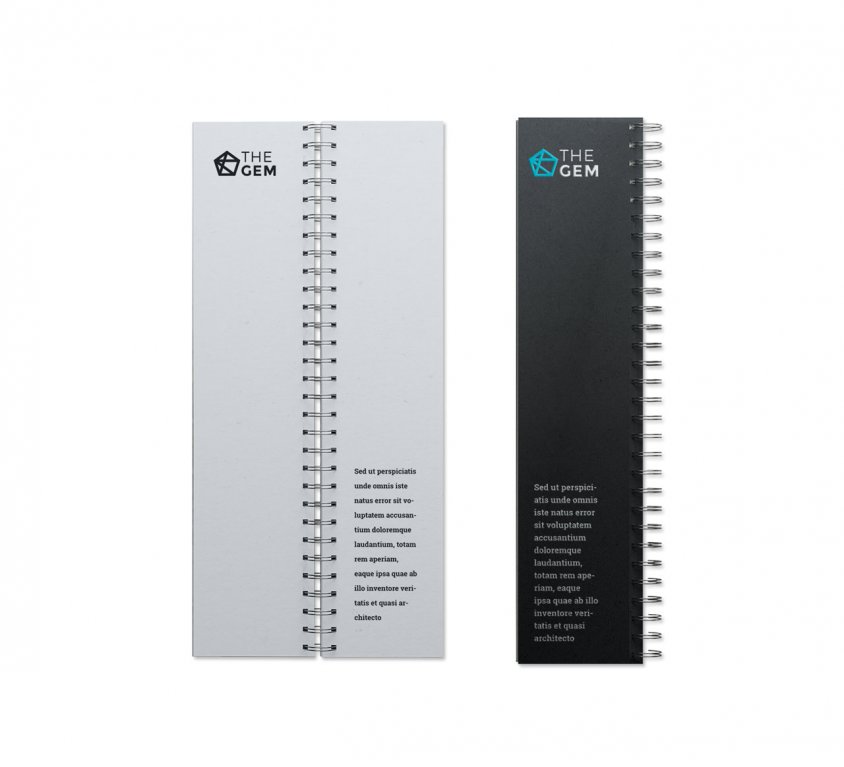 THE
GEM
Sed ut perspiciatis
unde omnis iste
natus error sit vo-
luptatem accusan-
tium doloremque
laudantium, totam
rem aperiam,
eaque ipsa quae ab
illo inventore veri-
tatis et quasi ar-
chitecto
THE
GEM
Sed ut perspici-
atis unde omnis
iste natus error
sit voluptatem
accusantium
doloremque
laudantium,
totam rem ape-
riam, eaque
ipsa quae ab illo
inventore veri-
tatis et quasi
architecto